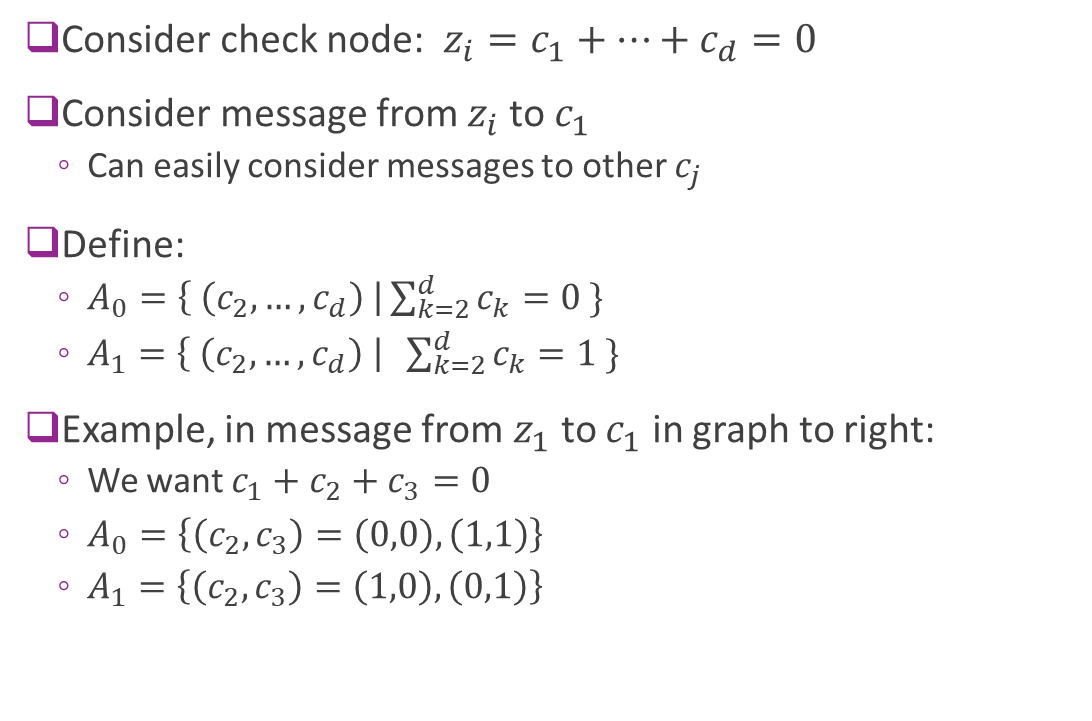 ❑Consider check node: z_i = c_1 + ⋯ + c_d = 0
❑Consider message from z_i to c_1
◦ Can easily consider messages to other c_j
❑Define:
◦ A_0 = { (c_2, … , c_d) | ∑_{k=2}^d c_k = 0 }
◦ A_1 = { (c_2, … , c_d) | ∑_{k=2}^d c_k = 1 }
❑Example, in message from z_1 to c_1 in graph to right:
◦ We want c_1 + c_2 + c_3 = 0
◦ A_0 = {(c_2, c_3) = (0,0), (1,1)}
◦ A_1 = {(c_2, c_3) = (1,0), (0,1)}